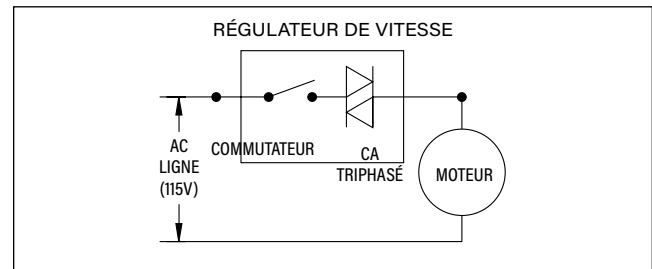 RÉGULATEUR DE VITESSE
AC
LIGNE
(115V)
COMMUTATEUR
CA
TRIPHASÉ
MOTEUR